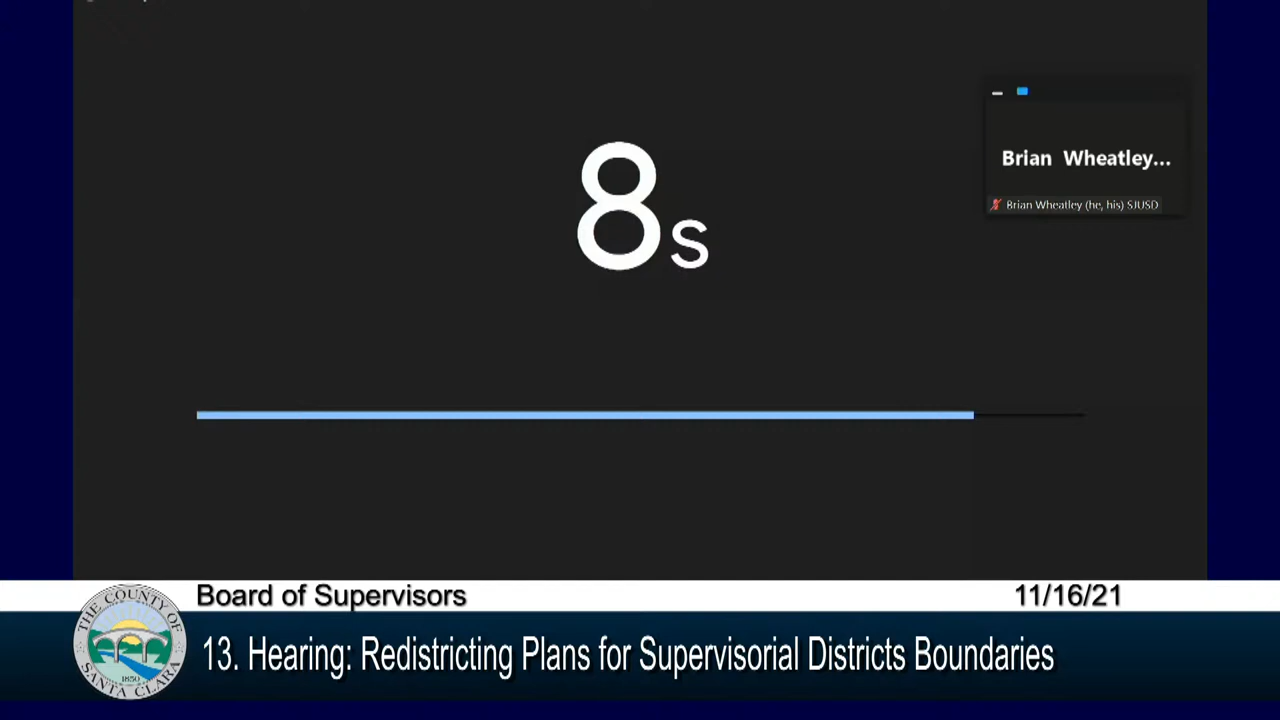 8s
Brian Wheatley...
Brian Wheatley (he, his) SJUSD
Board of Supervisors
11/16/21
THE COUNTY OF
SANTA CLARA
1850
13. Hearing: Redistricting Plans for Supervisorial Districts Boundaries